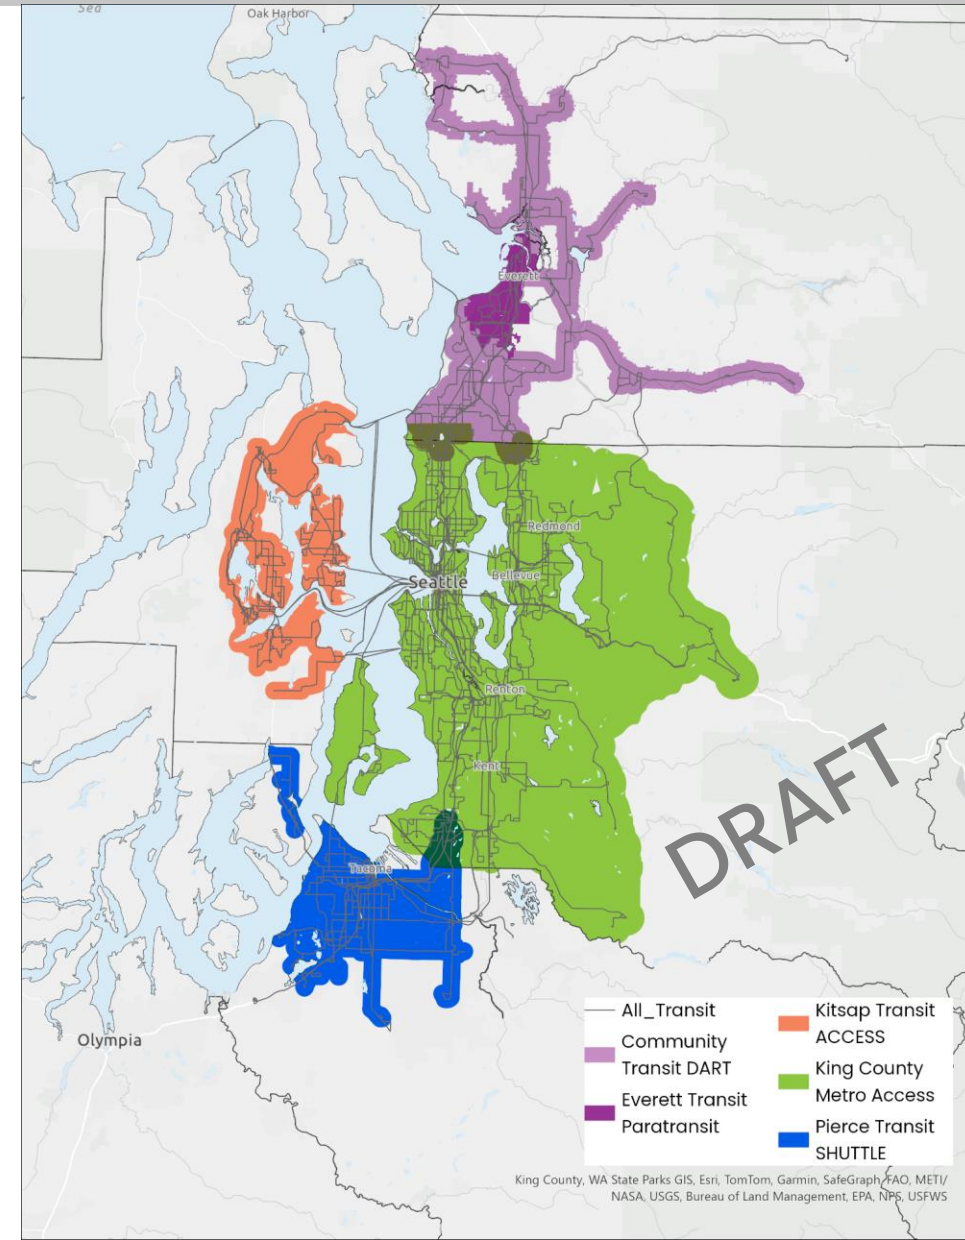 Sea
Oak Harbor
Everett
Redmond
Seattle
Bellevue
Renton
Kent
DRAFT
Tacoma
Olympia
All_Transit
Community
Transit DART
Everett Transit
Paratransit
Kitsap Transit
ACCESS
King County
Metro Access
Pierce Transit
SHUTTLE
King County, WA State Parks GIS, Esri, TomTom, Garmin, SafeGraph, FAO, METI/
NASA, USGS, Bureau of Land Management, EPA, NPS, USFWS